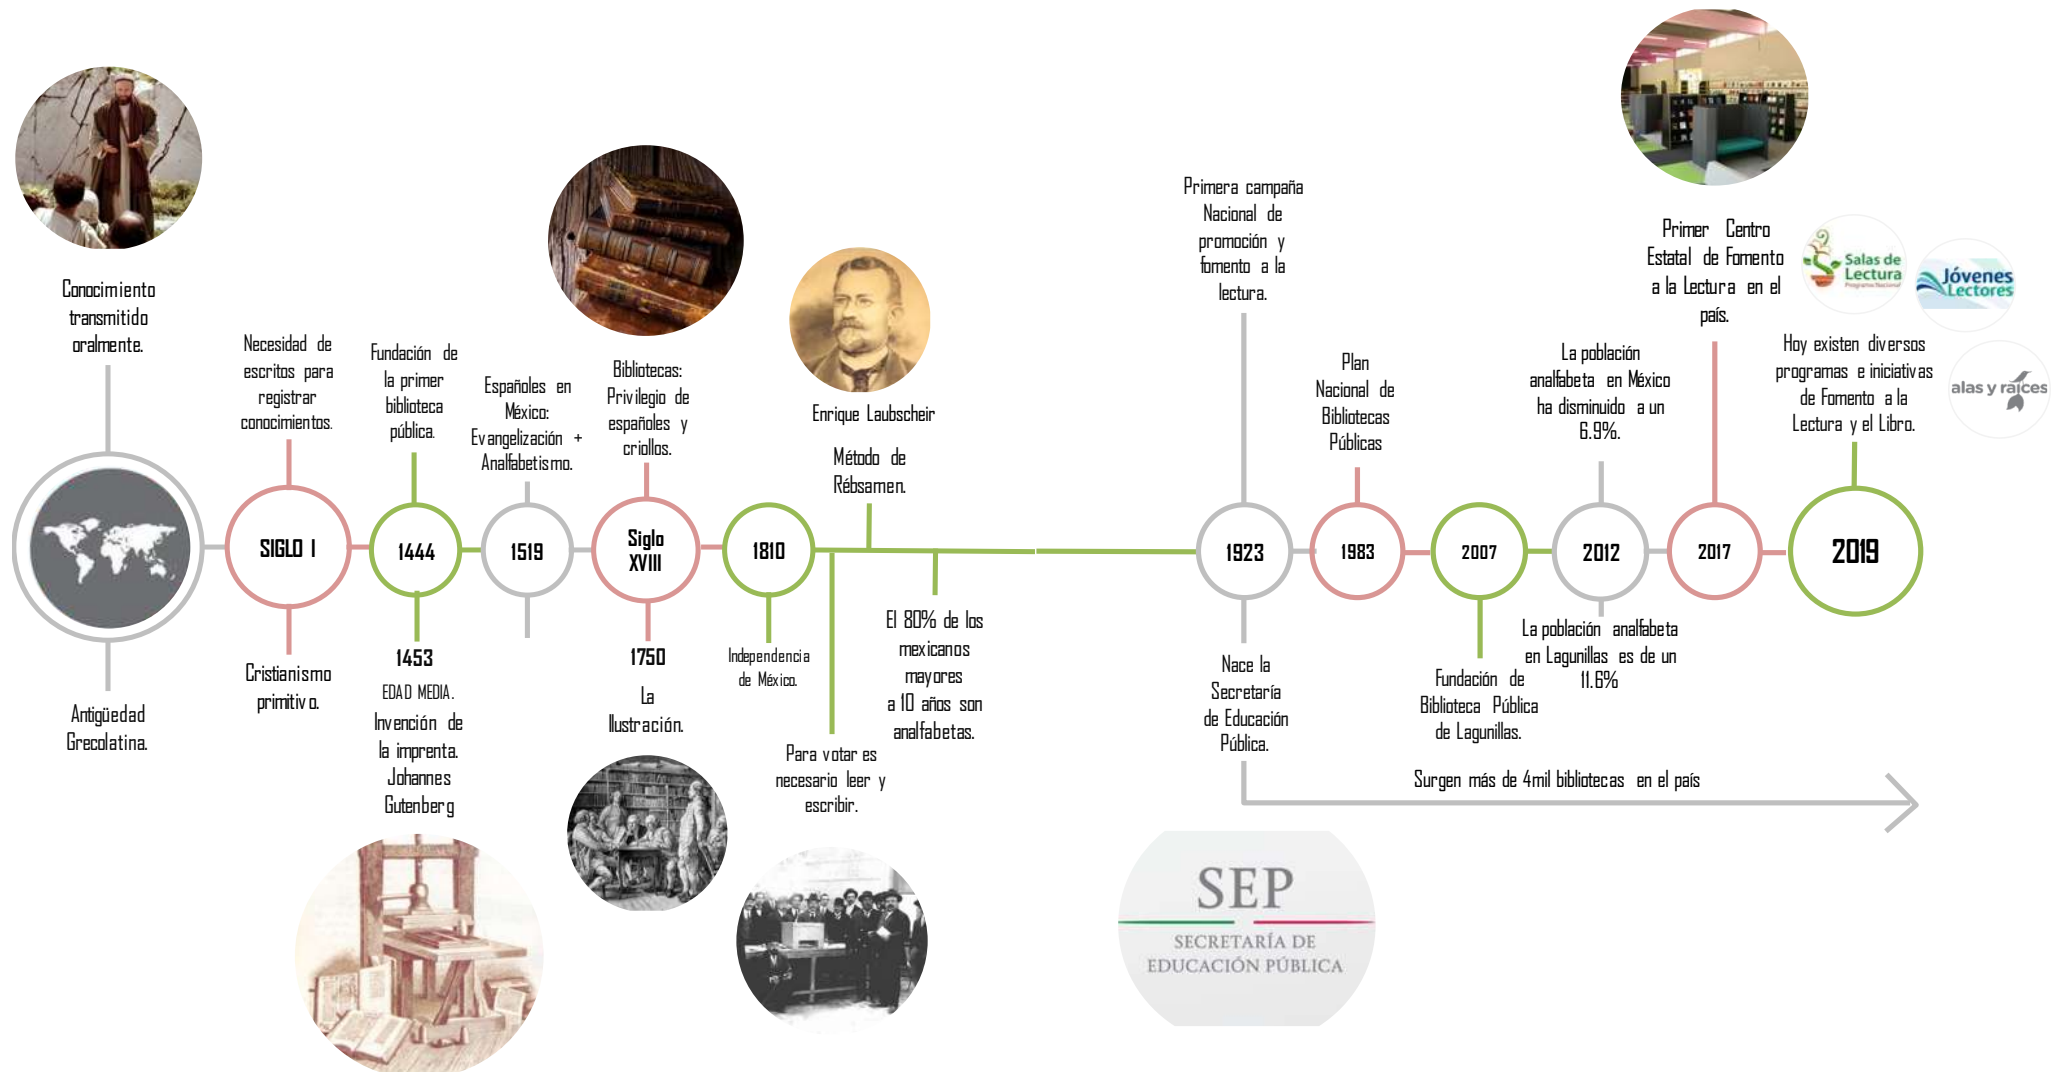 Conocimiento
transmitido
oralmente.
Antigüedad
Grecolatina.
Necesidad de
escritos para
registrar
conocimientos.
SIGLO I
Cristianismo
primitivo.
Fundación de
la primer
biblioteca
pública.
1444
1453
EDAD MEDIA.
Invención de
la imprenta.
Johannes
Gutenberg
Españoles en
México:
Evangelización +
Analfabetismo.
1519
Bibliotecas:
Privilegio de
españoles y
criollos.
Siglo
XVIII
1750
La
Ilustración.
1810
Independencia
de México.
Para votar es
necesario leer y
escribir.
Enrique Laubscheir
Método de
Rébsamen.
El 80% de los
mexicanos
mayores
a 10 años son
analfabetas.
Primera campaña
Nacional de
promoción y
fomento a la
lectura.
1923
Nace la
Secretaría
de Educación
Pública.
Surgen más de 4mil bibliotecas en el país
SEP
SECRETARÍA DE
EDUCACIÓN PÚBLICA
Plan
Nacional de
Bibliotecas
Públicas
1983
2007
Fundación de
Biblioteca Pública
de Lagunillas.
La población
analfabeta en México
ha disminuido a un
6.9%.
2012
La población analfabeta
en Lagunillas es de un
11.6%
Primer Centro
Estatal de Fomento
a la Lectura en el
país.
2017
Salas de
Lectura
Programa Nacional
Jóvenes
Lectores
alas y raíces
Hoy existen diversos
programas e iniciativas
de Fomento a la
Lectura y el Libro.
2019